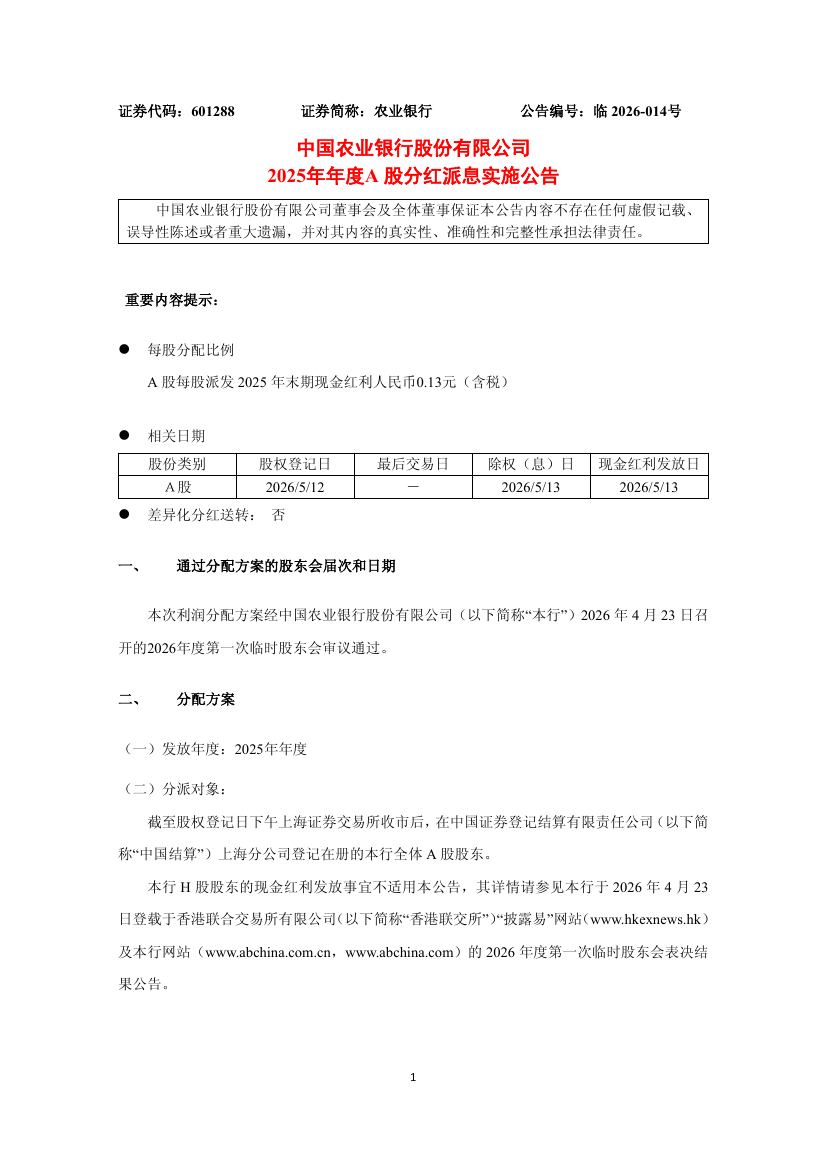 证券代码：601288 证券简称：农业银行 公告编号：临 2026-014号
中国农业银行股份有限公司
2025年年度A 股分红派息实施公告
中国农业银行股份有限公司董事会及全体董事保证本公告内容不存在任何虚假记载、
误导性陈述或者重大遗漏，并对其内容的真实性、准确性和完整性承担法律责任。
重要内容提示：
● 每股分配比例
A 股每股派发 2025 年末期现金红利人民币0.13元（含税）
● 相关日期
股份类别 股权登记日 最后交易日 除权（息）日 现金红利发放日
Ａ股 2026/5/12 － 2026/5/13 2026/5/13
● 差异化分红送转： 否
一、 通过分配方案的股东会届次和日期
本次利润分配方案经中国农业银行股份有限公司（以下简称“本行”）2026 年 4 月 23 日召
开的2026年度第一次临时股东会审议通过。
二、 分配方案
（一）发放年度：2025年年度
（二）分派对象：
截至股权登记日下午上海证券交易所收市后，在中国证券登记结算有限责任公司（以下简
称“中国结算”）上海分公司登记在册的本行全体 A 股股东。
本行 H 股股东的现金红利发放事宜不适用本公告，其详情请参见本行于 2026 年 4 月 23
日登载于香港联合交易所有限公司（以下简称“香港联交所”）“披露易”网站（www.hkexnews.hk）
及本行网站（www.abchina.com.cn，www.abchina.com）的 2026 年度第一次临时股东会表决结
果公告。
1